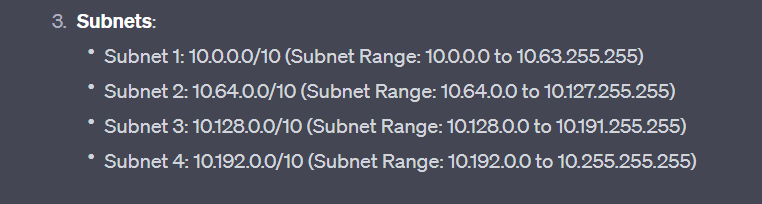 3. Subnets:
• Subnet 1: 10.0.0.0/10 (Subnet Range: 10.0.0.0 to 10.63.255.255)
• Subnet 2: 10.64.0.0/10 (Subnet Range: 10.64.0.0 to 10.127.255.255)
• Subnet 3: 10.128.0.0/10 (Subnet Range: 10.128.0.0 to 10.191.255.255)
• Subnet 4: 10.192.0.0/10 (Subnet Range: 10.192.0.0 to 10.255.255.255)